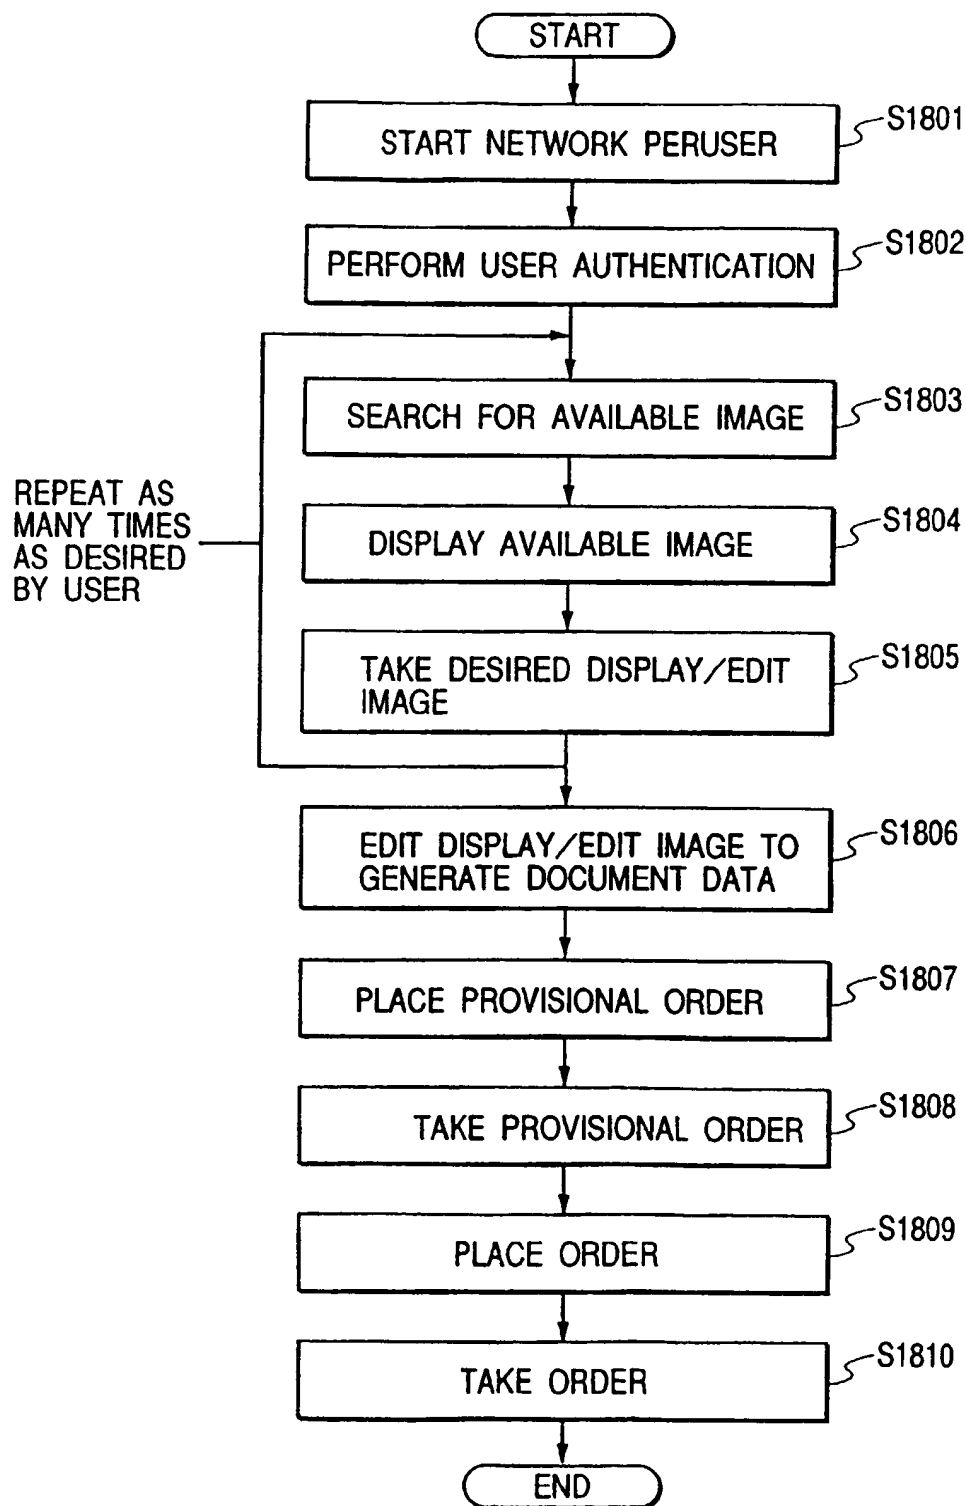 START
START NETWORK PERUSER
S1801
PERFORM USER AUTHENTICATION
S1802
SEARCH FOR AVAILABLE IMAGE
S1803
REPEAT AS
MANY TIMES
AS DESIRED
BY USER
DISPLAY AVAILABLE IMAGE
S1804
TAKE DESIRED DISPLAY/EDIT
IMAGE
S1805
EDIT DISPLAY/EDIT IMAGE TO
GENERATE DOCUMENT DATA
S1806
PLACE PROVISIONAL ORDER
S1807
TAKE PROVISIONAL ORDER
S1808
PLACE ORDER
S1809
TAKE ORDER
S1810
END